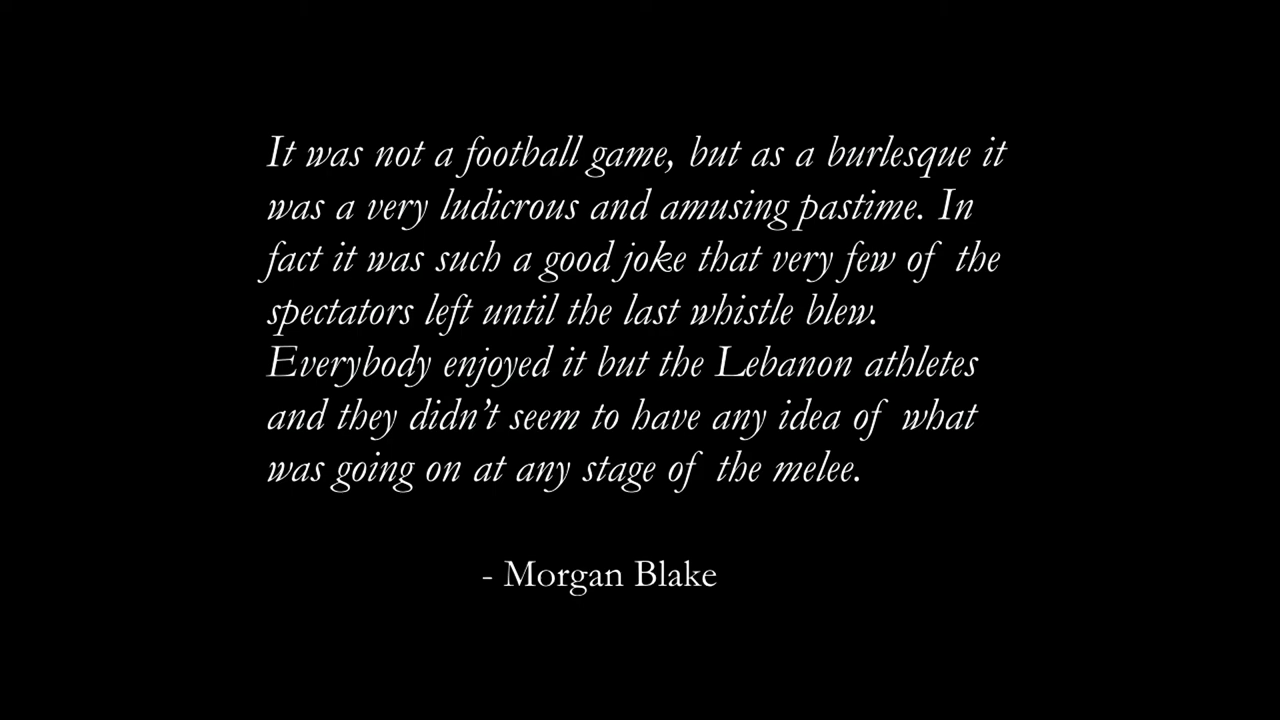 It was not a football game, but as a burlesque it
was a very ludicrous and amusing pastime. In
fact it was such a good joke that very few of the
spectators left until the last whistle blew.
Everybody enjoyed it but the Lebanon athletes
and they didn’t seem to have any idea of what
was going on at any stage of the melee.
- Morgan Blake